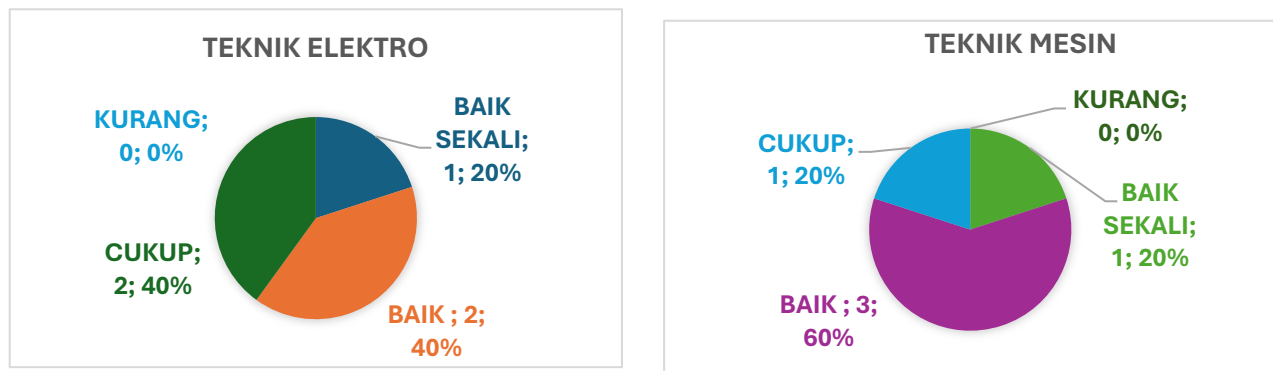 TEKNIK ELEKTRO
KURANG;
0; 0%
BAIK
SEKALI;
1; 20%
CUKUP;
2; 40%
BAIK ; 2;
40%
TEKNIK MESIN
KURANG;
0; 0%
CUKUP;
1; 20%
BAIK
SEKALI;
1; 20%
BAIK ; 3;
60%